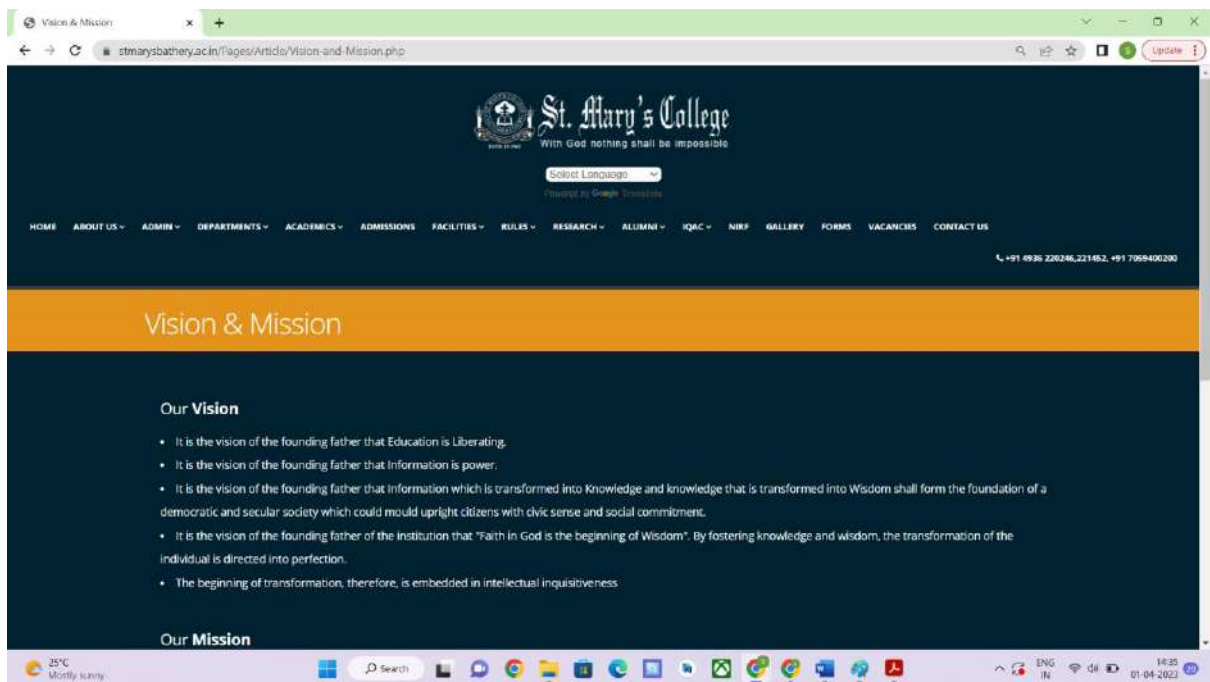 Vision & Mission
stmarysbathery.ac.in/Pages/Article/Vision-and-Mission.php
Update
St. Mary's College
With God nothing shall be impossible
Select Language
Powered by Google Translate
HOME ABOUT US ADMIN DEPARTMENTS ACADEMICS ADMISSIONS FACILITIES RULES RESEARCH ALUMNI IQAC NIRF GALLERY FORMS VACANCIES CONTACT US
+91 4936 220246,221452, +91 7059400200
Vision & Mission
Our Vision
• It is the vision of the founding father that Education is Liberating.
• It is the vision of the founding father that Information is power.
• It is the vision of the founding father that Information which is transformed into Knowledge and knowledge that is transformed into Wisdom shall form the foundation of a
democratic and secular society which could mould upright citizens with civic sense and social commitment.
• It is the vision of the founding father of the institution that "Faith in God is the beginning of Wisdom". By fostering knowledge and wisdom, the transformation of the
individual is directed into perfection.
• The beginning of transformation, therefore, is embedded in intellectual inquisitiveness
Our Mission
25°C
Mostly sunny
Search
ENG
IN
14:35
01-04-2023
20